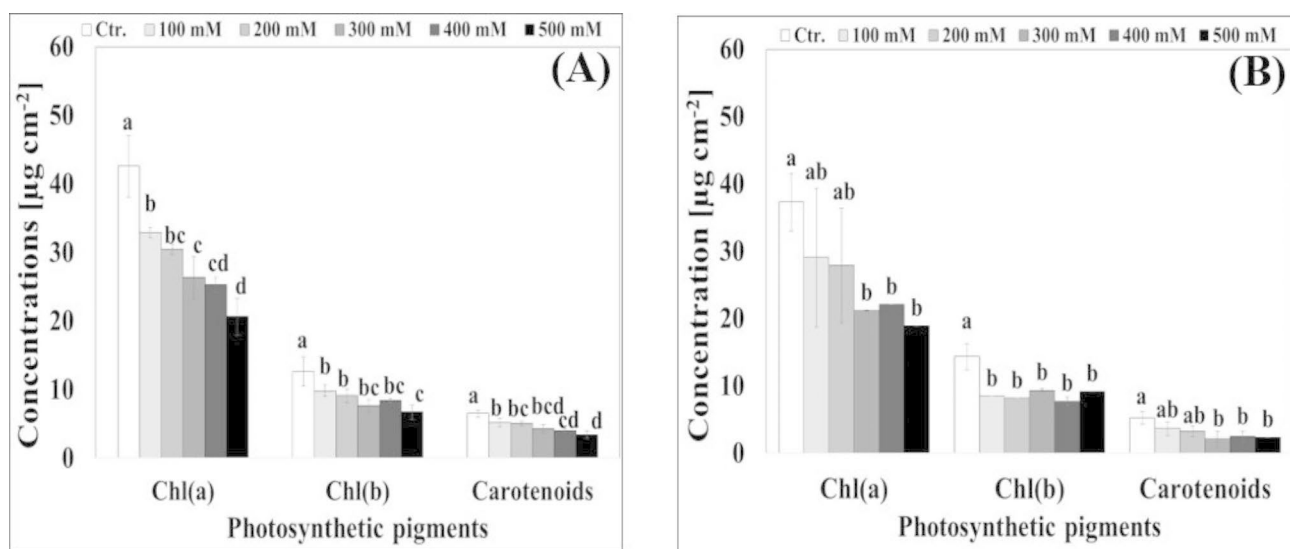 Ctr. 100 mM 200 mM 300 mM 400 mM 500 mM
(A)
Concentrations [µg cm⁻²]
60
50
40
30
20
10
0
a
b
bc
c
cd
d
a
b
b
bc
bc
c
a
b
bc
bcd
cd
d
Chl(a) Chl(b) Carotenoids
Photosynthetic pigments
Ctr. 100 mM 200 mM 300 mM 400 mM 500 mM
(B)
Concentration [µg cm⁻²]
60
50
40
30
20
10
0
a
ab
ab
b
b
b
a
b
b
b
b
b
a
ab
ab
b
b
b
Chl(a) Chl(b) Carotenoids
Photosynthetic pigments